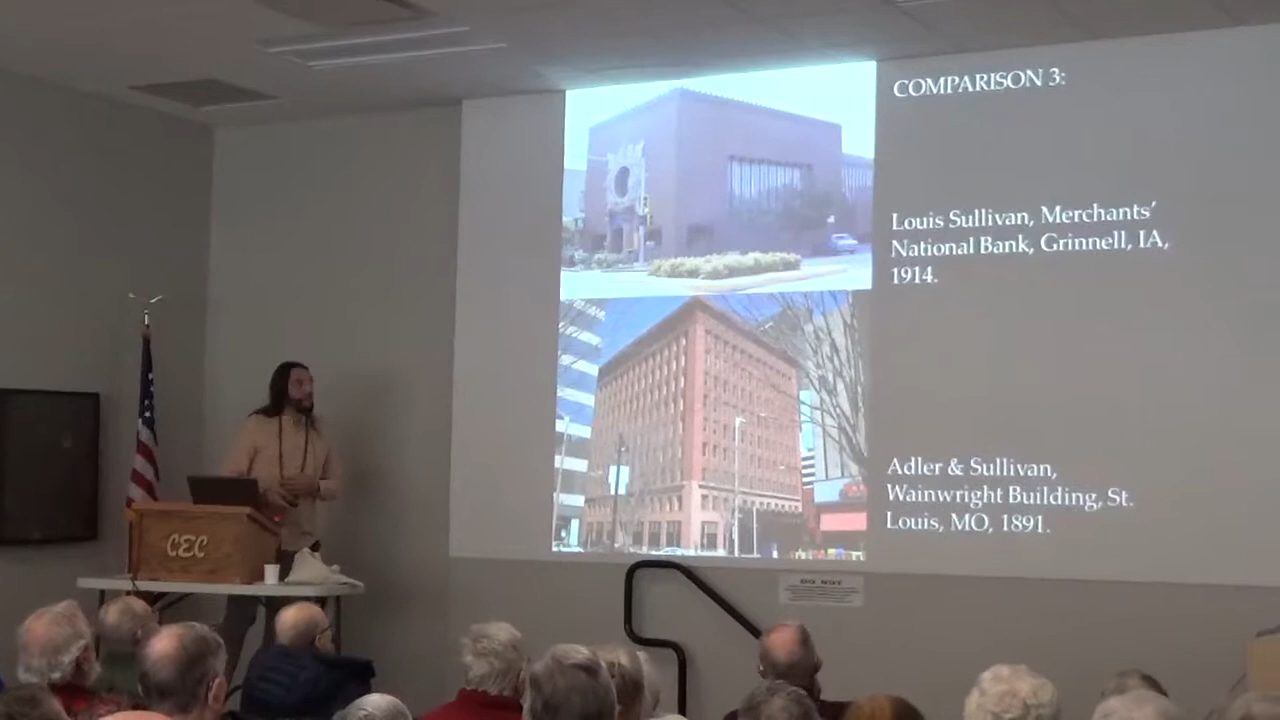 COMPARISON 3:
Louis Sullivan, Merchants'
National Bank, Grinnell, IA,
1914.
Adler & Sullivan,
Wainwright Building, St.
Louis, MO, 1891.
CEC
DO NOT